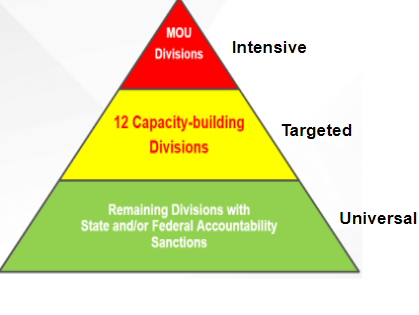 MOU
Divisions
Intensive
12 Capacity-building
Divisions
Targeted
Remaining Divisions with
State and/or Federal Accountability
Sanctions
Universal